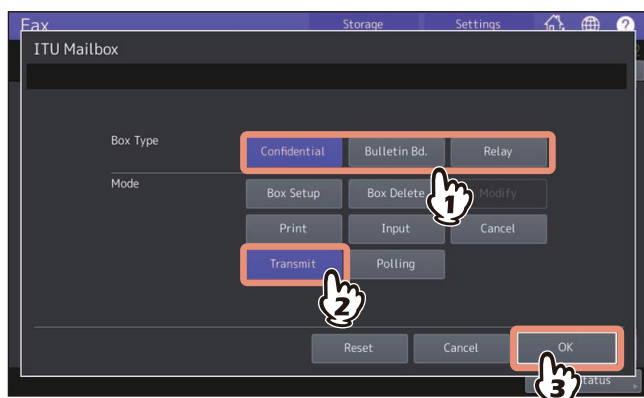 Fax Storage Settings ?
ITU Mailbox
Box Type Confidential Bulletin Bd. Relay
1
Mode Box Setup Box Delete Modify
Print Input Cancel
Transmit Polling
2
Reset Cancel OK
3
tatus